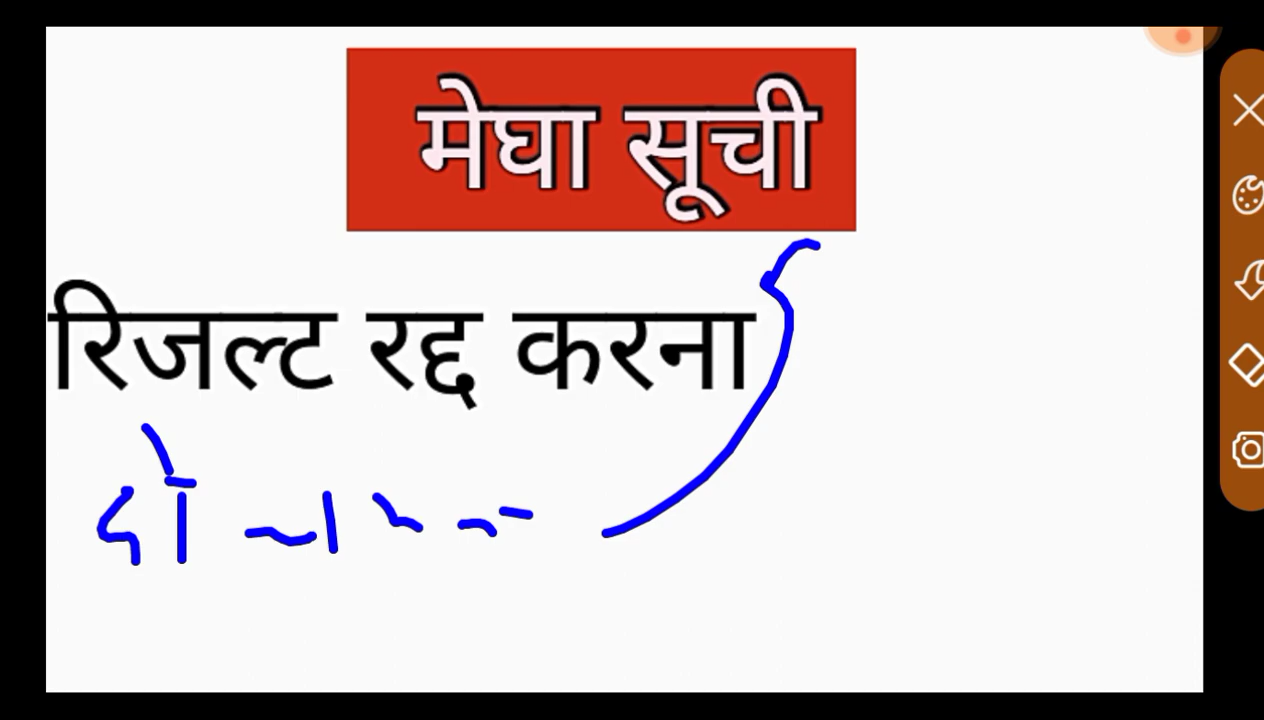 मेघा सूची
रिजल्ट रद्द करना
दो